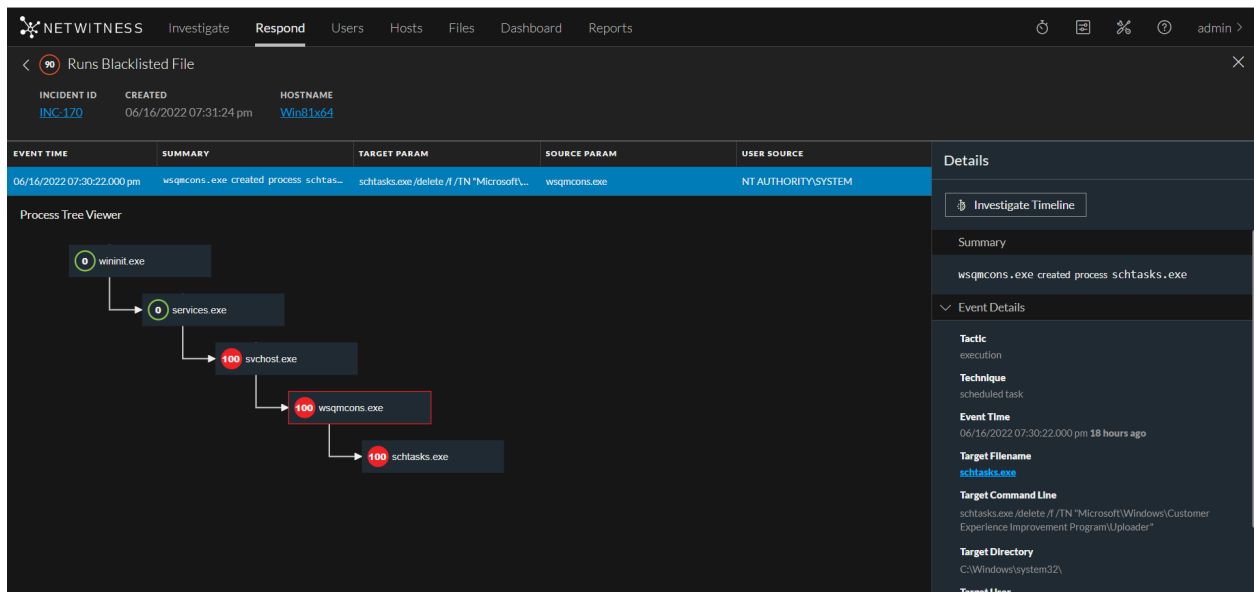 NETWITNESS Investigate Respond Users Hosts Files Dashboard Reports admin >
90 Runs Blacklisted File
INCIDENT ID CREATED HOSTNAME
INC-170 06/16/2022 07:31:24 pm Win81x64
EVENT TIME SUMMARY TARGET PARAM SOURCE PARAM USER SOURCE
06/16/2022 07:30:22.000 pm wsqmcons.exe created process schtas... schtasks.exe /delete /f /TN "Microsoft\... wsqmcons.exe NT AUTHORITY\SYSTEM
Process Tree Viewer
0 wininit.exe
0 services.exe
100 svchost.exe
100 wsqmcons.exe
100 schtasks.exe
Details
Investigate Timeline
Summary
wsqmcons.exe created process schtasks.exe
Event Details
Tactic
execution
Technique
scheduled task
Event Time
06/16/2022 07:30:22.000 pm 18 hours ago
Target Filename
schtasks.exe
Target Command Line
schtasks.exe /delete /f /TN "Microsoft\Windows\Customer
Experience Improvement Program\Uploader"
Target Directory
C:\Windows\system32\
Target User